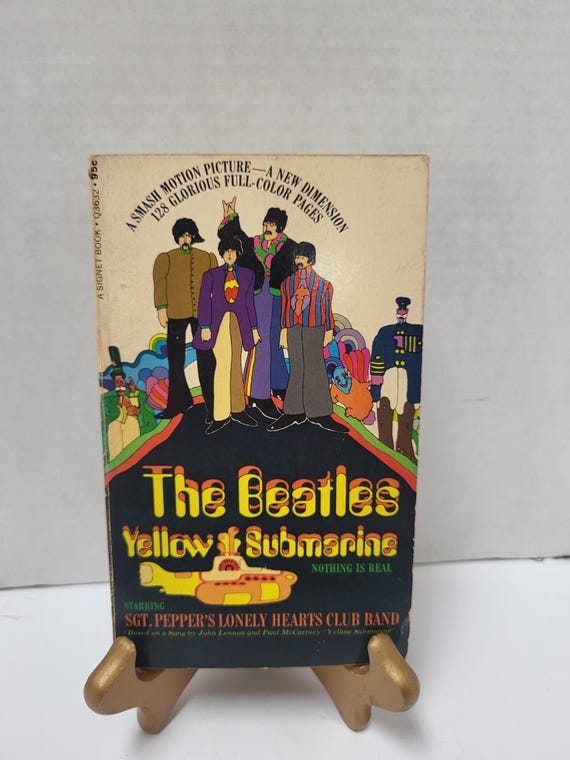 A SIGNET BOOK • Q3632 • 95c
A SMASH MOTION PICTURE—A NEW DIMENSION
128 GLORIOUS FULL-COLOR PAGES
The Beatles
Yellow Submarine
NOTHING IS REAL
STARRING
SGT. PEPPER'S LONELY HEARTS CLUB BAND
(Based on a Song by John Lennon and Paul McCartney "Yellow Submarine")